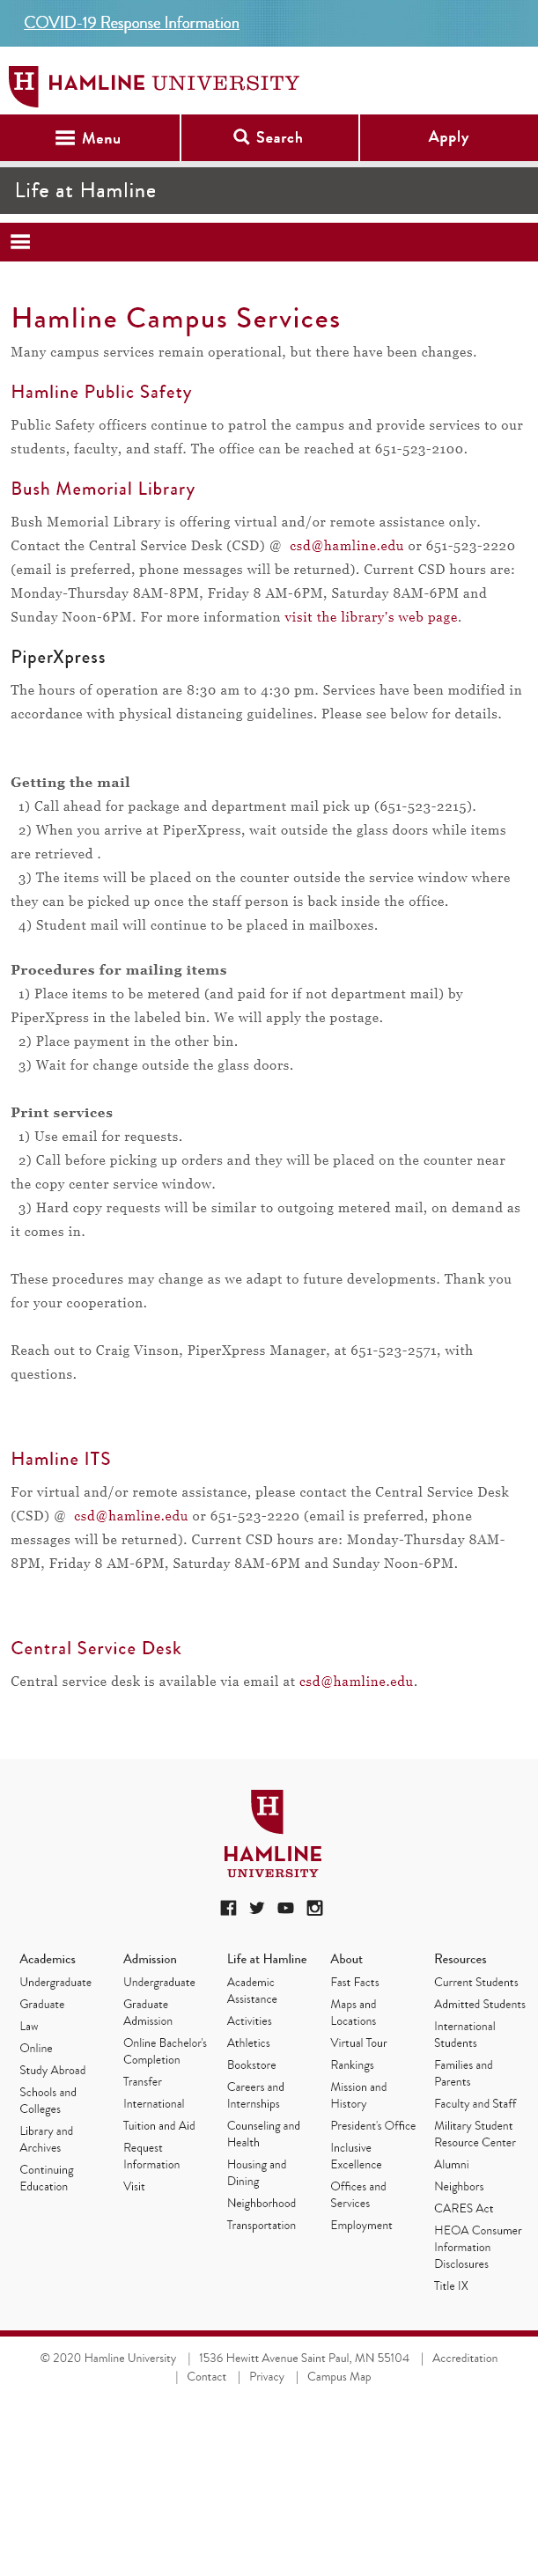 COVID-19 Response Information
H HAMLINE UNIVERSITY
Menu
Search
Apply
Life at Hamline
Hamline Campus Services
Many campus services remain operational, but there have been changes.
Hamline Public Safety
Public Safety officers continue to patrol the campus and provide services to our
students, faculty, and staff. The office can be reached at 651-523-2100.
Bush Memorial Library
Bush Memorial Library is offering virtual and/or remote assistance only.
Contact the Central Service Desk (CSD) @ csd@hamline.edu or 651-523-2220
(email is preferred, phone messages will be returned). Current CSD hours are:
Monday-Thursday 8AM-8PM, Friday 8 AM-6PM, Saturday 8AM-6PM and
Sunday Noon-6PM. For more information visit the library's web page.
PiperXpress
The hours of operation are 8:30 am to 4:30 pm. Services have been modified in
accordance with physical distancing guidelines. Please see below for details.
Getting the mail
1) Call ahead for package and department mail pick up (651-523-2215).
2) When you arrive at PiperXpress, wait outside the glass doors while items
are retrieved .
3) The items will be placed on the counter outside the service window where
they can be picked up once the staff person is back inside the office.
4) Student mail will continue to be placed in mailboxes.
Procedures for mailing items
1) Place items to be metered (and paid for if not department mail) by
PiperXpress in the labeled bin. We will apply the postage.
2) Place payment in the other bin.
3) Wait for change outside the glass doors.
Print services
1) Use email for requests.
2) Call before picking up orders and they will be placed on the counter near
the copy center service window.
3) Hard copy requests will be similar to outgoing metered mail, on demand as
it comes in.
These procedures may change as we adapt to future developments. Thank you
for your cooperation.
Reach out to Craig Vinson, PiperXpress Manager, at 651-523-2571, with
questions.
Hamline ITS
For virtual and/or remote assistance, please contact the Central Service Desk
(CSD) @ csd@hamline.edu or 651-523-2220 (email is preferred, phone
messages will be returned). Current CSD hours are: Monday-Thursday 8AM-
8PM, Friday 8 AM-6PM, Saturday 8AM-6PM and Sunday Noon-6PM.
Central Service Desk
Central service desk is available via email at csd@hamline.edu.
H
HAMLINE
UNIVERSITY
Academics
Undergraduate
Graduate
Law
Online
Study Abroad
Schools and
Colleges
Library and
Archives
Continuing
Education
Admission
Undergraduate
Graduate
Admission
Online Bachelor's
Completion
Transfer
International
Tuition and Aid
Request
Information
Visit
Life at Hamline
Academic
Assistance
Activities
Athletics
Bookstore
Careers and
Internships
Counseling and
Health
Housing and
Dining
Neighborhood
Transportation
About
Fast Facts
Maps and
Locations
Virtual Tour
Rankings
Mission and
History
President's Office
Inclusive
Excellence
Offices and
Services
Employment
Resources
Current Students
Admitted Students
International
Students
Families and
Parents
Faculty and Staff
Military Student
Resource Center
Alumni
Neighbors
CARES Act
HEOA Consumer
Information
Disclosures
Title IX
© 2020 Hamline University | 1536 Hewitt Avenue Saint Paul, MN 55104 | Accreditation
| Contact | Privacy | Campus Map